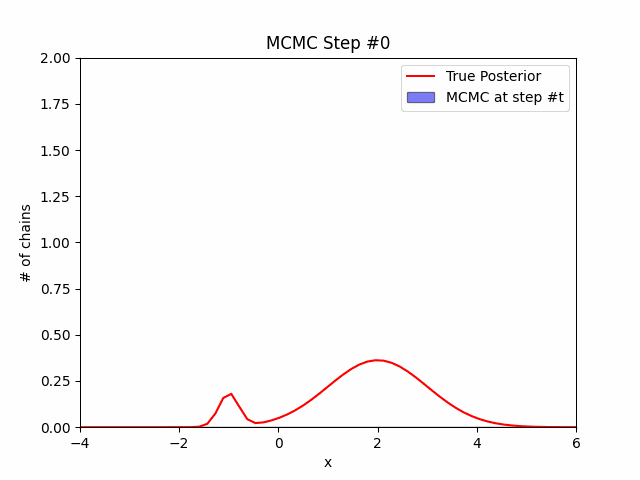 MCMC Step #0
2.00
1.75
1.50
1.25
1.00
0.75
0.50
0.25
0.00
# of chains
True Posterior
MCMC at step #t
−4 −2 0 2 4 6
x